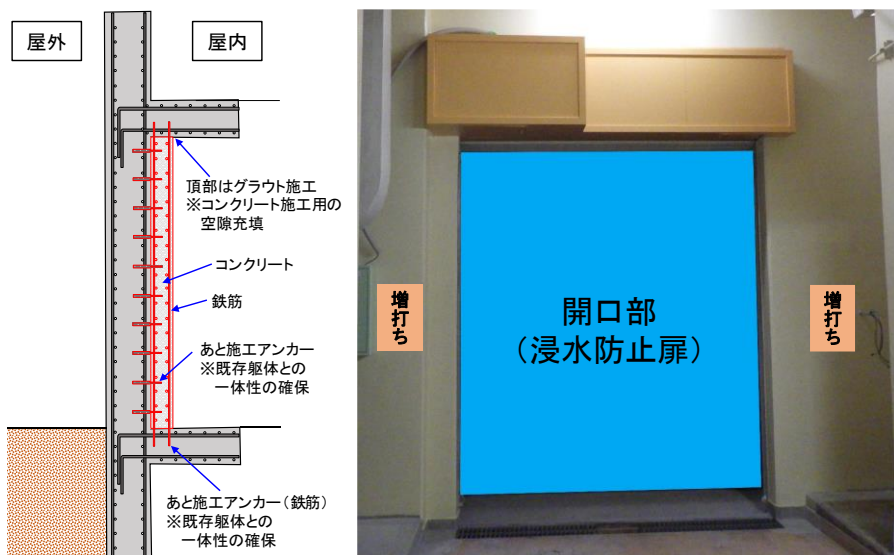 屋外
屋内
頂部はグラウト施工
※コンクリート施工用の
空隙充填
コンクリート
鉄筋
あと施工アンカー
※既存躯体との
一体性の確保
あと施工アンカー(鉄筋)
※既存躯体との
一体性の確保
増打ち
開口部
(浸水防止扉)
増打ち